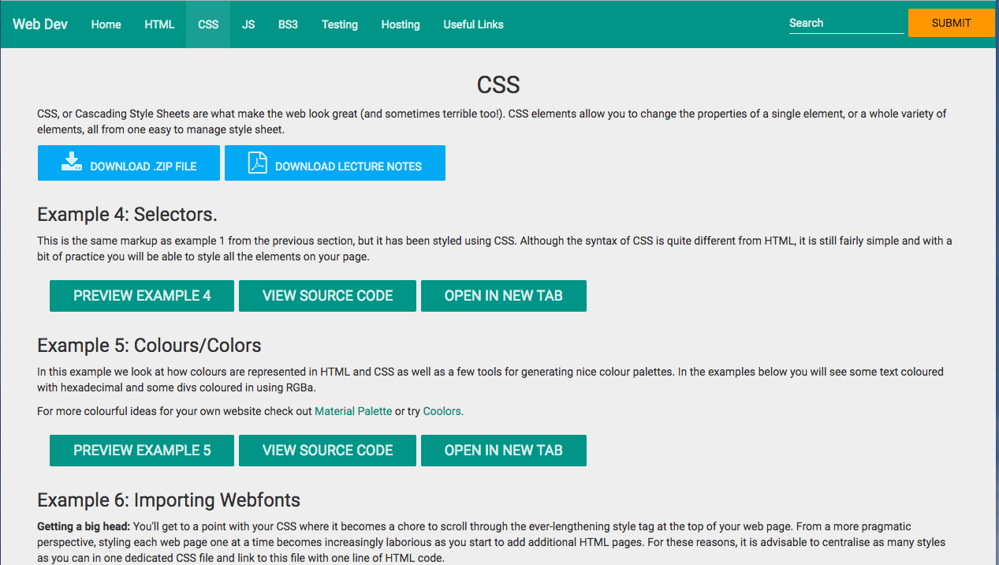 Web Dev Home HTML CSS JS BS3 Testing Hosting Useful Links Search SUBMIT
CSS
CSS, or Cascading Style Sheets are what make the web look great (and sometimes terrible too!). CSS elements allow you to change the properties of a single element, or a whole variety of
elements, all from one easy to manage style sheet.
DOWNLOAD .ZIP FILE DOWNLOAD LECTURE NOTES
Example 4: Selectors.
This is the same markup as example 1 from the previous section, but it has been styled using CSS. Although the syntax of CSS is quite different from HTML, it is still fairly simple and with a
bit of practice you will be able to style all the elements on your page.
PREVIEW EXAMPLE 4 VIEW SOURCE CODE OPEN IN NEW TAB
Example 5: Colours/Colors
In this example we look at how colours are represented in HTML and CSS as well as a few tools for generating nice colour palettes. In the examples below you will see some text coloured
with hexadecimal and some divs coloured in using RGBa.
For more colourful ideas for your own website check out Material Palette or try Coolors.
PREVIEW EXAMPLE 5 VIEW SOURCE CODE OPEN IN NEW TAB
Example 6: Importing Webfonts
Getting a big head: You'll get to a point with your CSS where it becomes a chore to scroll through the ever-lengthening style tag at the top of your web page. From a more pragmatic
perspective, styling each web page one at a time becomes increasingly laborious as you start to add additional HTML pages. For these reasons, it is advisable to centralise as many styles
as you can in one dedicated CSS file and link to this file with one line of HTML code.